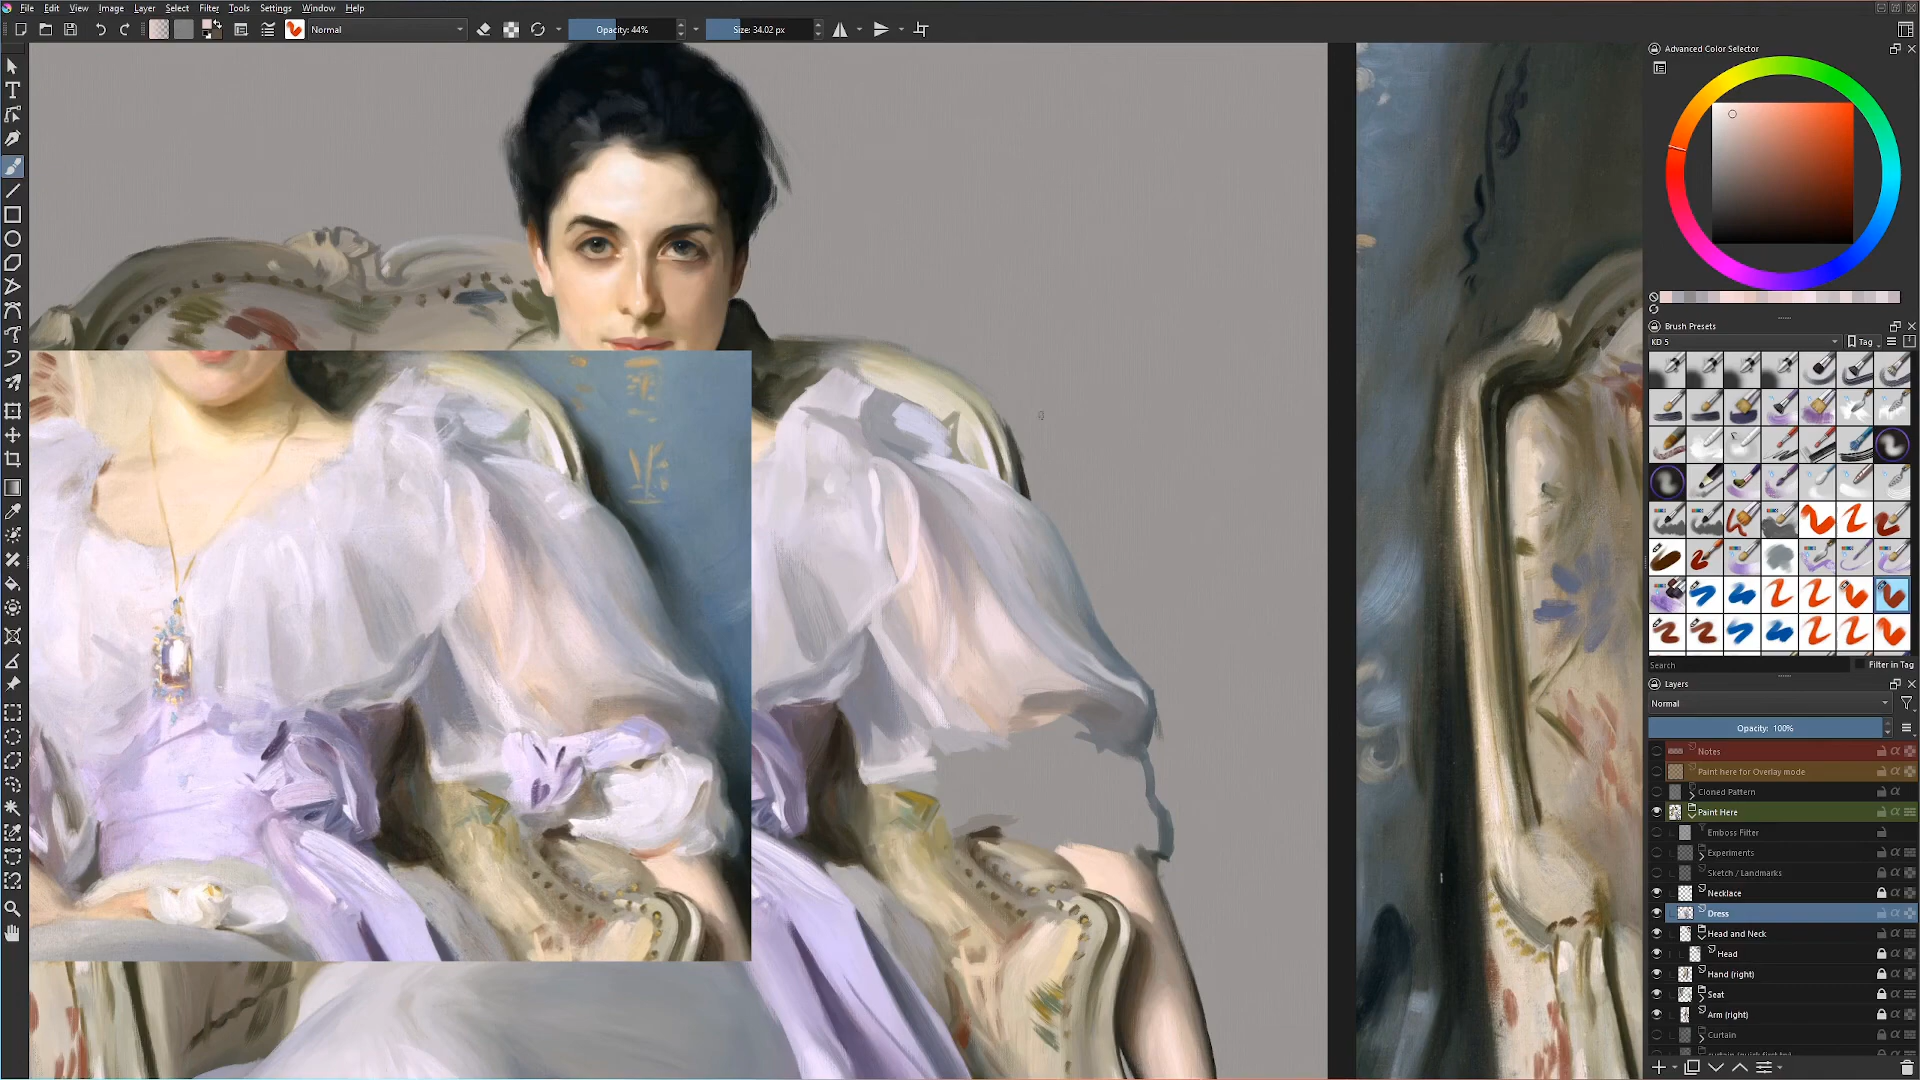 File Edit View Image Layer Select Filter Tools Settings Window Help
Normal
Opacity: 44%
Size: 34.02 px
Advanced Color Selector
Brush Presets
KD 5
Tag
Search
Filter in Tag
Layers
Normal
Opacity: 100%
Notes
Paint here for Overlay mode
Cloned Pattern
Paint Here
Emboss Filter
Experiments
Sketch / Landmarks
Necklace
Dress
Head and Neck
Head
Hand (right)
Seat
Arm (right)
Curtain